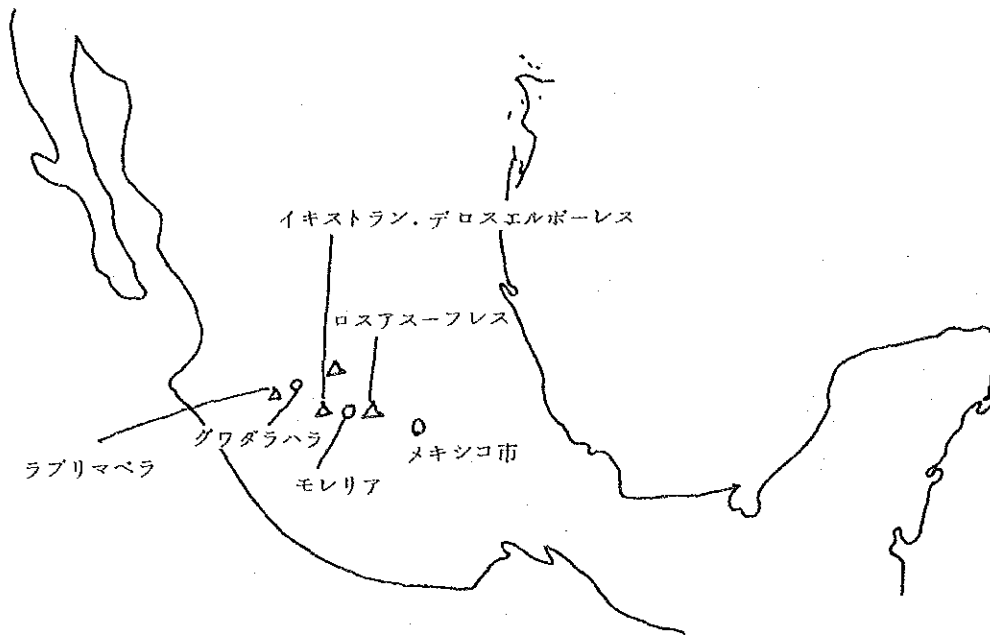 イキストラン．デロスエルボーレス
ロスアスーフレス
グワダラハラ
メキシコ市
ラプリマベラ
モレリア